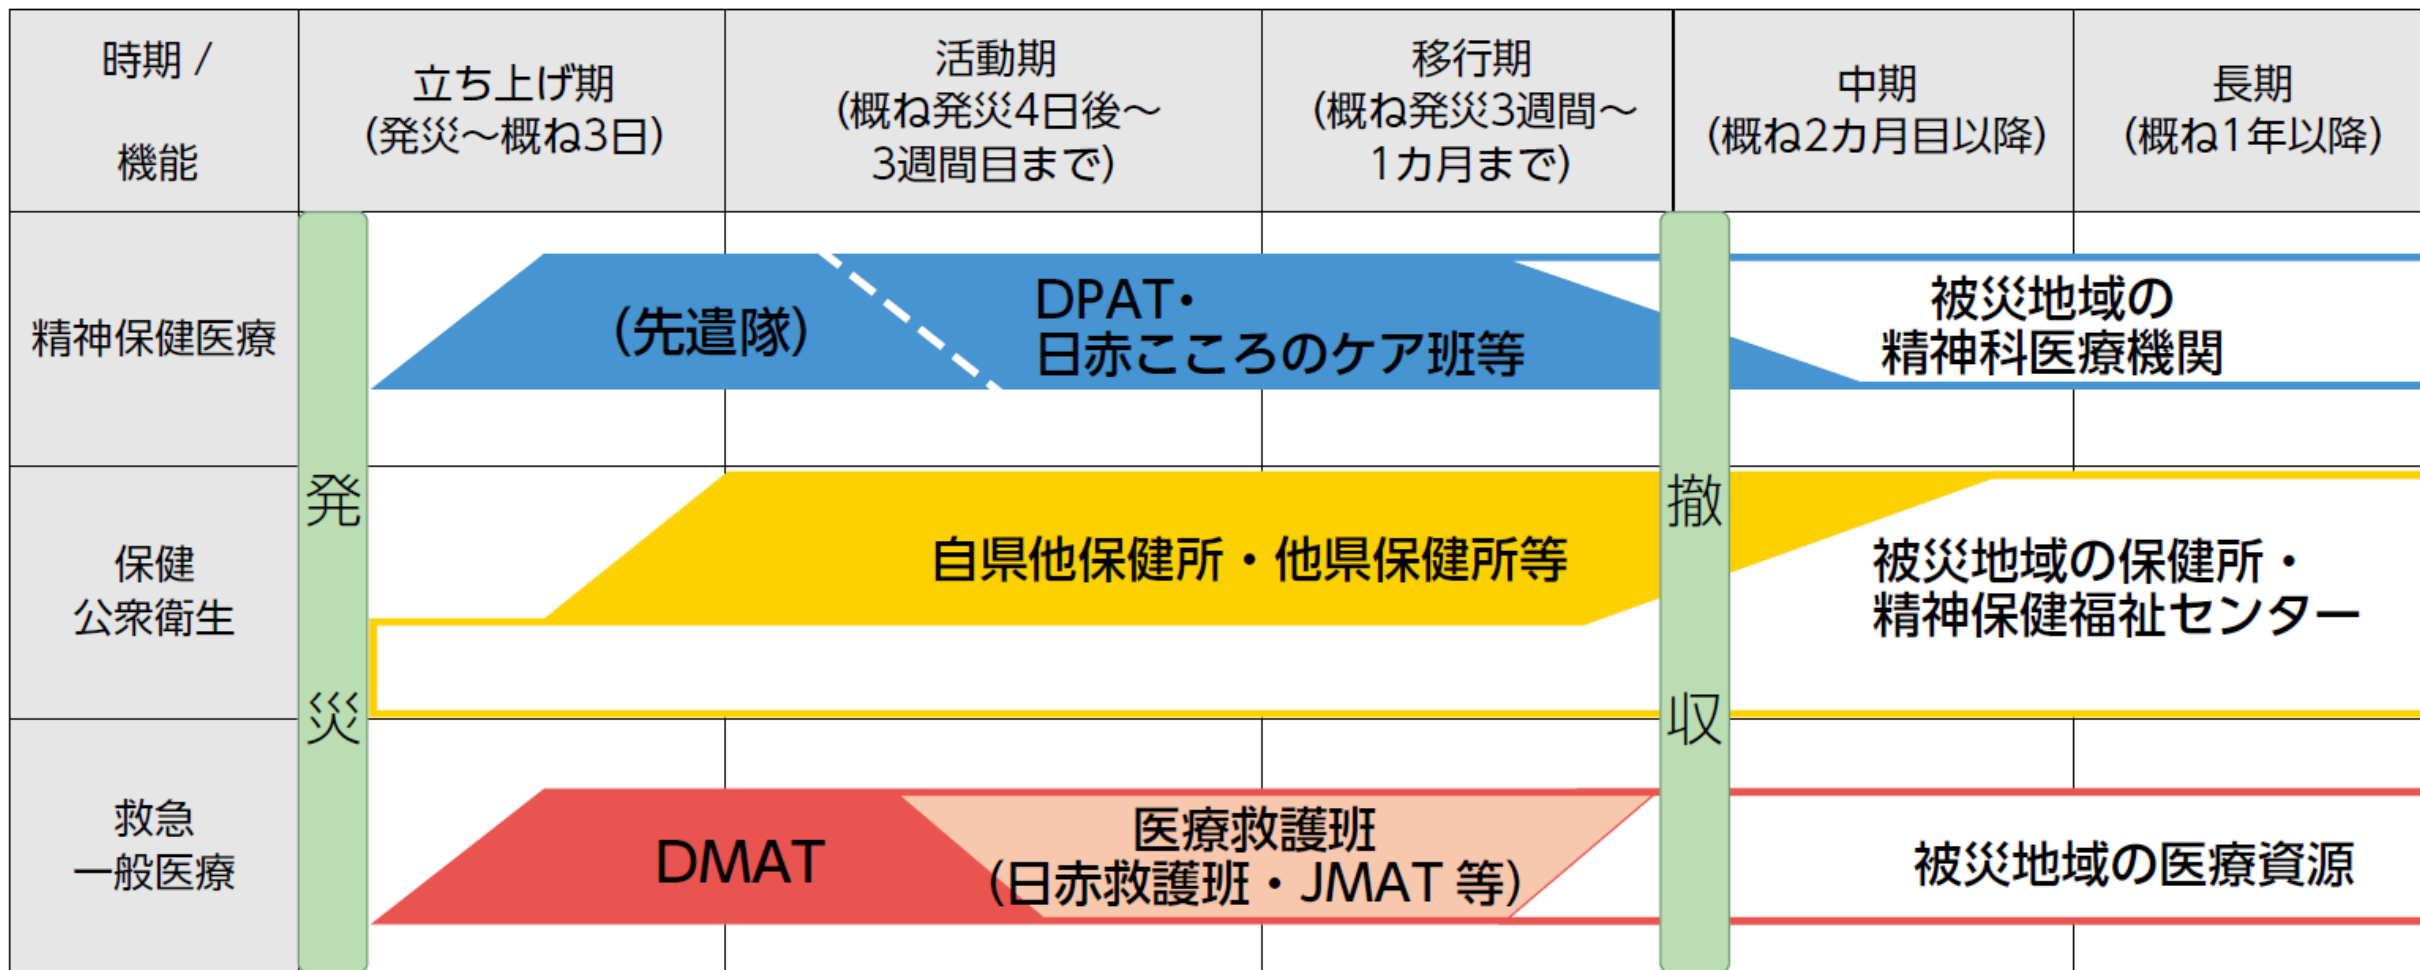 時期 /
機能
立ち上げ期
(発災～概ね3日)
活動期
(概ね発災4日後～
3週間目まで)
移行期
(概ね発災3週間～
1カ月まで)
中期
(概ね2カ月目以降)
長期
(概ね1年以降)
精神保健医療
(先遣隊)
DPAT・
日赤こころのケア班等
被災地域の
精神科医療機関
発災
撤収
保健
公衆衛生
自県他保健所・他県保健所等
被災地域の保健所・
精神保健福祉センター
救急
一般医療
DMAT
医療救護班
(日赤救護班・JMAT 等)
被災地域の医療資源